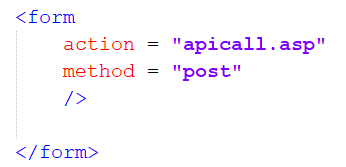 <form
action = "apicall.asp"
method = "post"
/>
</form>